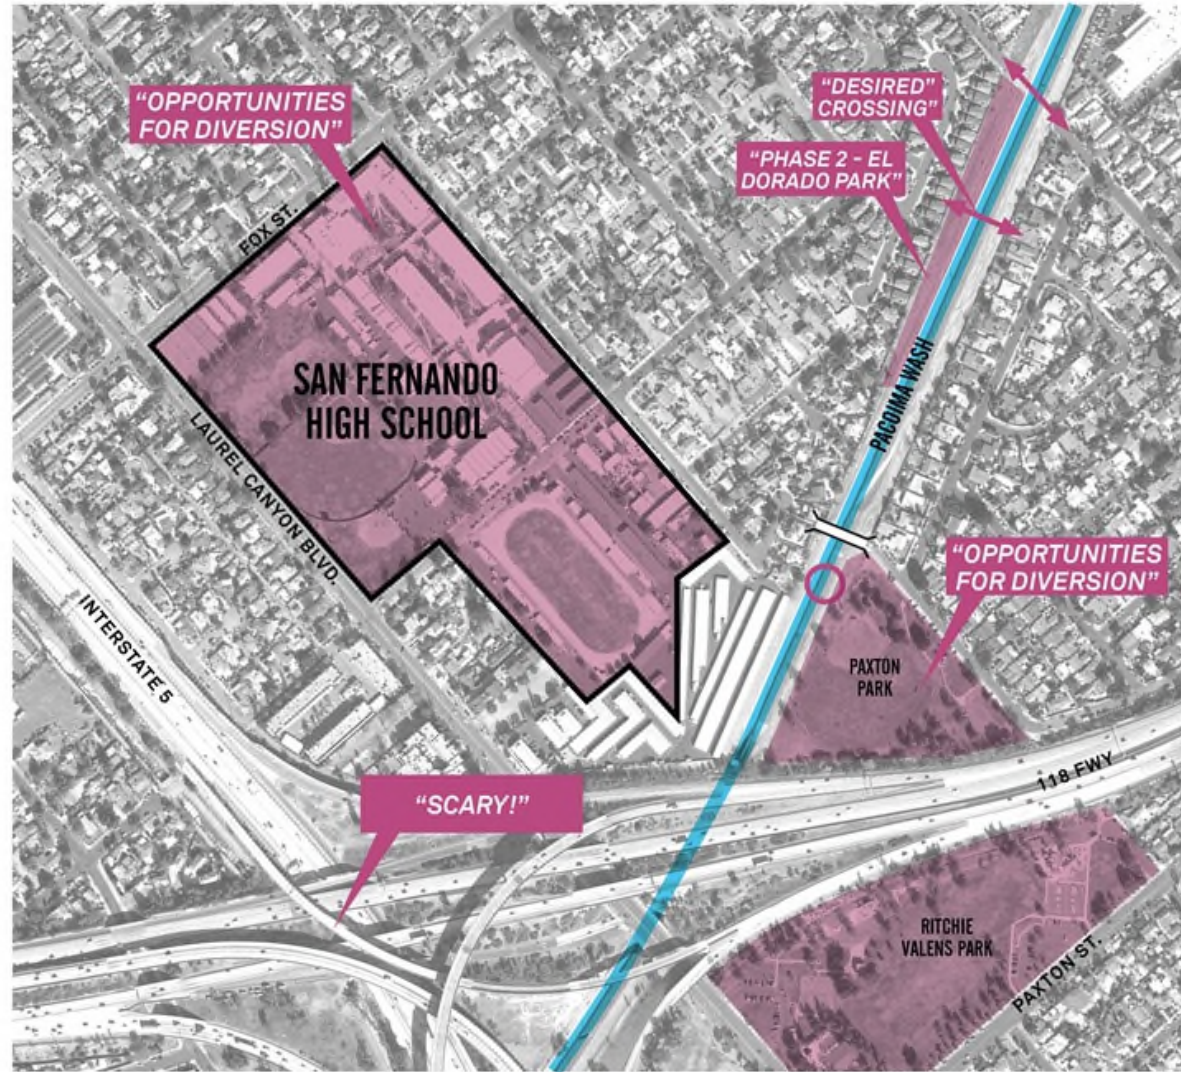 “OPPORTUNITIES
FOR DIVERSION”
“DESIRED”
CROSSING”
“PHASE 2 - EL
DORADO PARK”
FOX ST.
SAN FERNANDO
HIGH SCHOOL
PACOIMA WASH
LAUREL CANYON BLVD.
“OPPORTUNITIES
FOR DIVERSION”
INTERSTATE 5
PAXTON
PARK
118 FWY
“SCARY!”
RITCHIE
VALENS PARK
PAXTON ST.